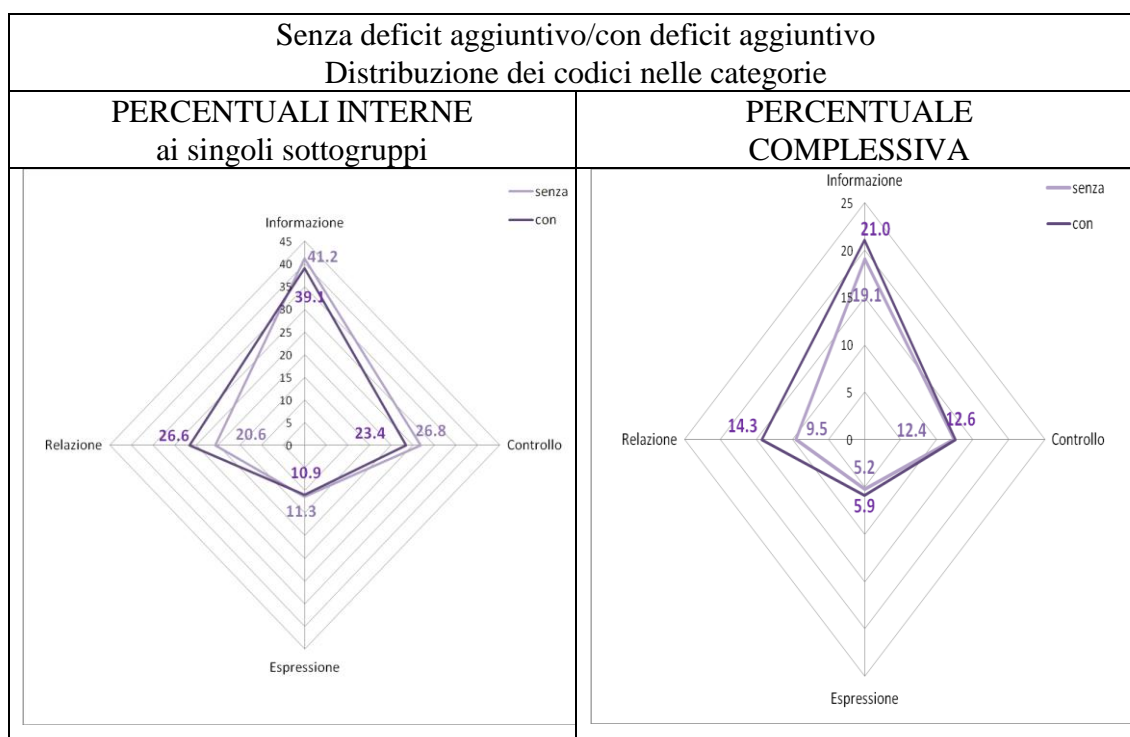 Senza deficit aggiuntivo/con deficit aggiuntivo
Distribuzione dei codici nelle categorie
PERCENTUALI INTERNE
ai singoli sottogruppi
PERCENTUALE
COMPLESSIVA
senza
con
Informazione
45
41.2
40
39.1
35
30
25
20
15
10
5
0
Relazione
26.6
20.6
23.4
26.8
Controllo
10.9
11.3
Espressione
Informazione
senza
con
25
21.0
20
19.1
15
10
5
0
Relazione
14.3
9.5
12.4
12.6
Controllo
5.2
5.9
Espressione